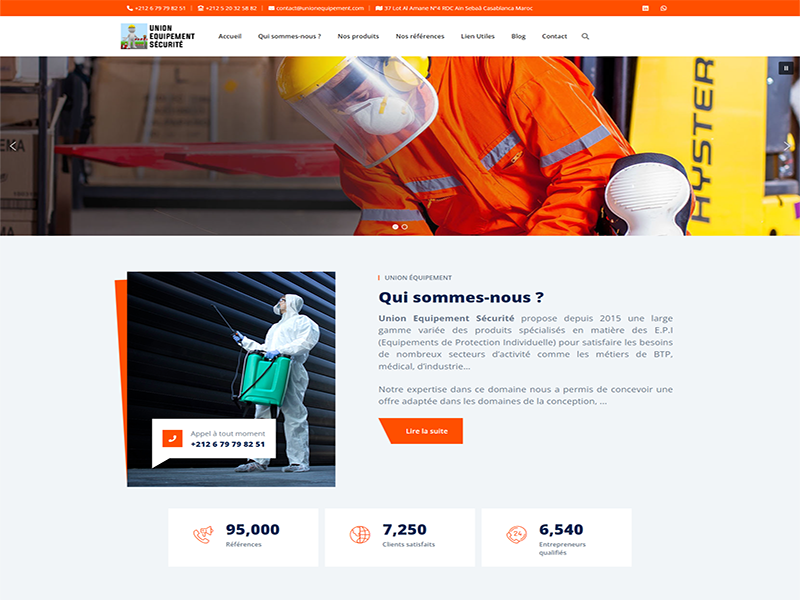 +212 6 79 79 82 51 | +212 5 20 32 58 82 | contact@unionequipement.com | 37 Lot Al Amane N°4 RDC Ain Sebaâ Casablanca Maroc
UNION
EQUIPEMENT
SÉCURITÉ
Accueil Qui sommes-nous ? Nos produits Nos références Lien Utiles Blog Contact
HYSTER
UNION ÉQUIPEMENT
Qui sommes-nous ?
Union Equipement Sécurité propose depuis 2015 une large
gamme variée des produits spécialisés en matière des E.P.I
(Equipements de Protection Individuelle) pour satisfaire les besoins
de nombreux secteurs d'activité comme les métiers de BTP,
médical, d'industrie...
Notre expertise dans ce domaine nous a permis de concevoir une
offre adaptée dans les domaines de la conception, ...
Lire la suite
Appel à tout moment
+212 6 79 79 82 51
95,000
Références
7,250
Clients satisfaits
24
6,540
Entrepreneurs
qualifiés